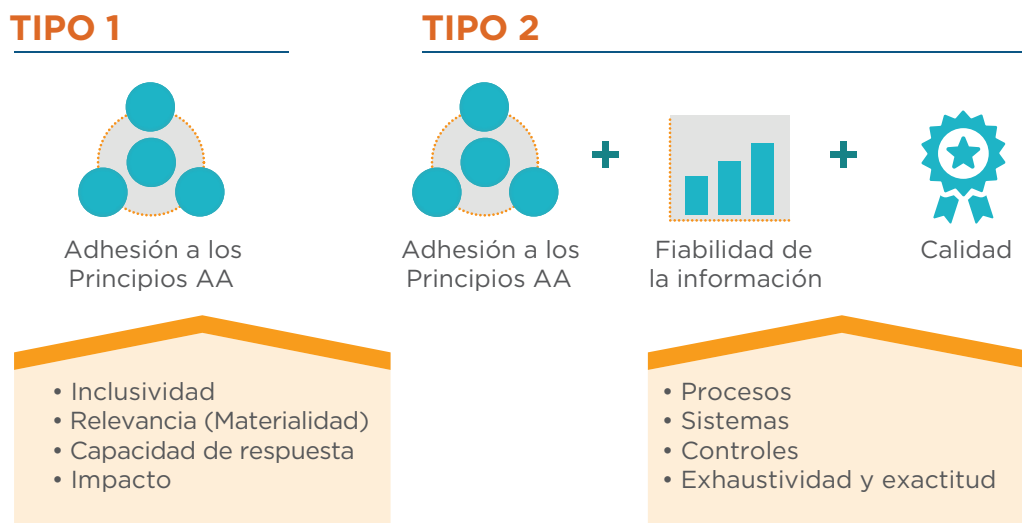 TIPO 1
Adhesión a los
Principios AA
• Inclusividad
• Relevancia (Materialidad)
• Capacidad de respuesta
• Impacto
TIPO 2
Adhesión a los
Principios AA
+
Fiabilidad de
la información
+
Calidad
• Procesos
• Sistemas
• Controles
• Exhaustividad y exactitud